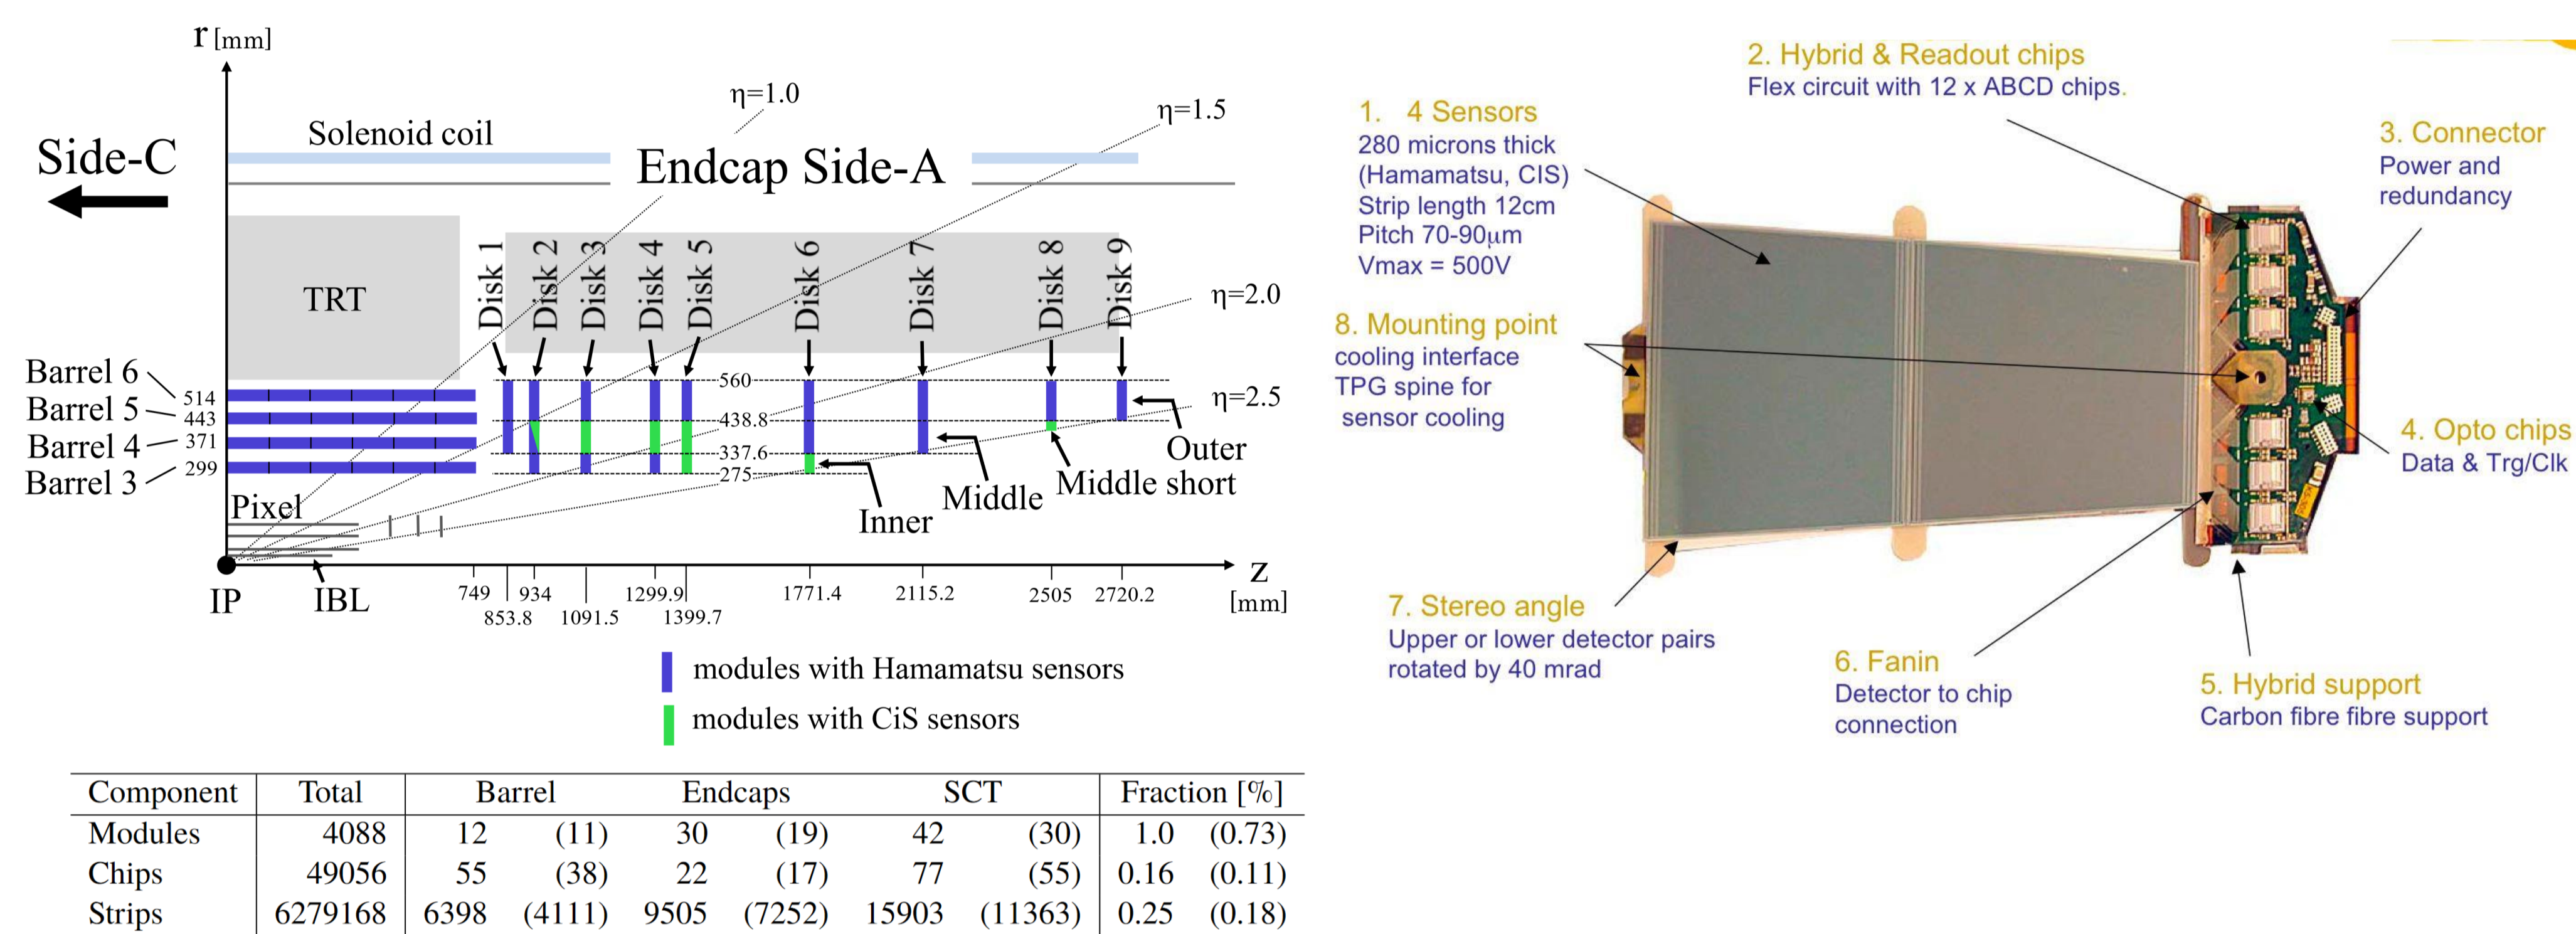 r [mm]
η=1.0
η=1.5
Solenoid coil
Side-C
Endcap Side-A
TRT
Disk 1
Disk 2
Disk 3
Disk 4
Disk 5
Disk 6
Disk 7
Disk 8
Disk 9
η=2.0
η=2.5
Barrel 6
514
Barrel 5
443
Barrel 4
371
Barrel 3
299
560
438.8
337.6
275
Outer
Middle short
Middle
Inner
Pixel
IP
IBL
749
853.8
934
1091.5
1299.9
1399.7
1771.4
2115.2
2505
2720.2
z
[mm]
modules with Hamamatsu sensors
modules with CiS sensors
Component Total Barrel Endcaps SCT Fraction [%]
Modules 4088 12 (11) 30 (19) 42 (30) 1.0 (0.73)
Chips 49056 55 (38) 22 (17) 77 (55) 0.16 (0.11)
Strips 6279168 6398 (4111) 9505 (7252) 15903 (11363) 0.25 (0.18)
1. 4 Sensors
280 microns thick
(Hamamatsu, CIS)
Strip length 12cm
Pitch 70-90μm
Vmax = 500V
2. Hybrid & Readout chips
Flex circuit with 12 x ABCD chips.
3. Connector
Power and
redundancy
8. Mounting point
cooling interface
TPG spine for
sensor cooling
4. Opto chips
Data & Trg/Clk
7. Stereo angle
Upper or lower detector pairs
rotated by 40 mrad
6. Fanin
Detector to chip
connection
5. Hybrid support
Carbon fibre fibre support